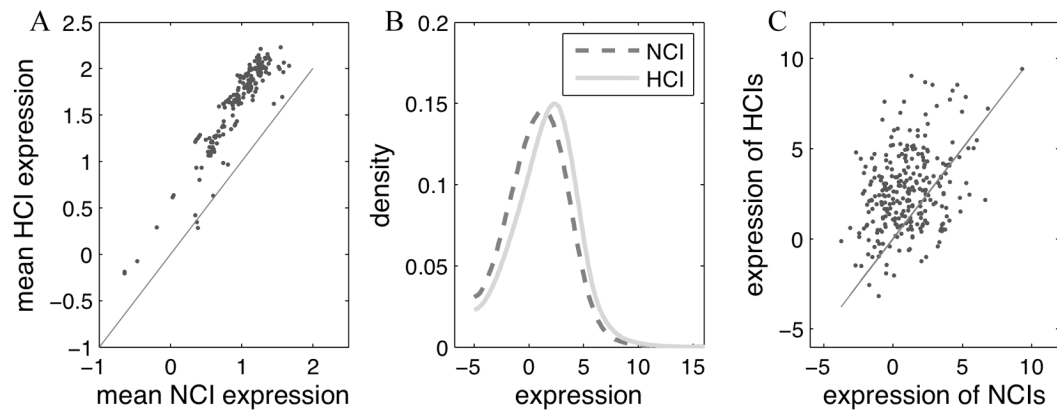 A
mean HCI expression
2.5
2
1.5
1
0.5
0
−0.5
−1
−1
0
1
2
mean NCI expression
B
density
0.2
0.15
0.1
0.05
0
NCI
HCI
−5
0
5
10
15
expression
C
expression of HCIs
10
5
0
−5
−5
0
5
10
expression of NCIs